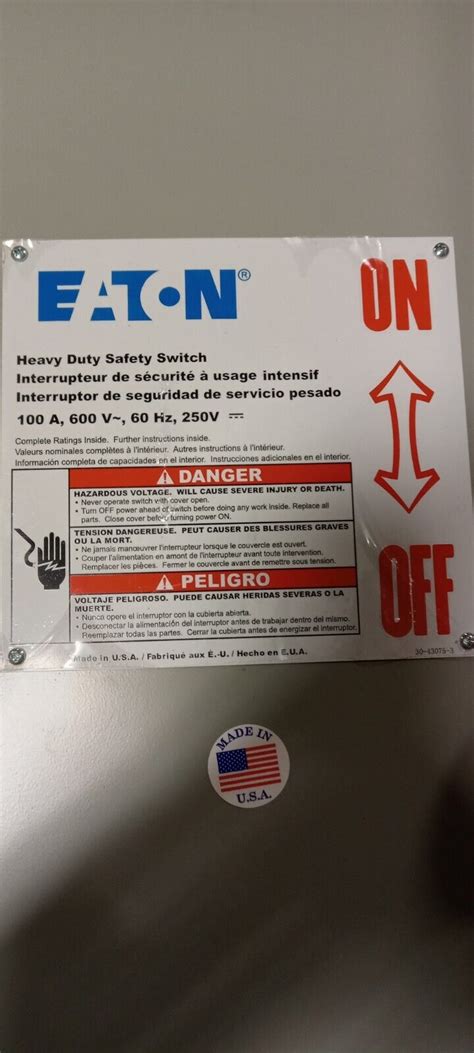 EATON®
ON
Heavy Duty Safety Switch
Interrupteur de sécurité à usage intensif
Interruptor de seguridad de servicio pesado
100 A, 600 V~, 60 Hz, 250V ⎓
Complete Ratings Inside. Further instructions inside.
Valeurs nominales complètes à l'intérieur. Autres instructions à l'intérieur.
Información completa de capacidades en el interior. Instrucciones adicionales en el interior.
⚠ DANGER
HAZARDOUS VOLTAGE. WILL CAUSE SEVERE INJURY OR DEATH.
• Never operate switch with cover open.
• Turn OFF power ahead of switch before doing any work inside. Replace all
parts. Close cover before turning power ON.
TENSION DANGEREUSE. PEUT CAUSER DES BLESSURES GRAVES
OU LA MORT.
• Ne jamais manœuvrer l'interrupteur lorsque le couvercle est ouvert.
• Couper l'alimentation en amont de l'interrupteur avant toute intervention.
Remplacer les pièces. Fermer le couvercle avant de remettre sous tension.
⚠ PELIGRO
VOLTAJE PELIGROSO. PUEDE CAUSAR HERIDAS SEVERAS O LA
MUERTE.
• Nunca opere el interruptor con la cubierta abierta.
• Desconectar la alimentación del interruptor antes de trabajar dentro del mismo.
Reemplazar todas las partes. Cerrar la cubierta antes de energizar el interruptor.
OFF
Made in U.S.A. / Fabriqué aux É.-U. / Hecho en E.U.A.
30-43075-3
MADE IN
U.S.A.